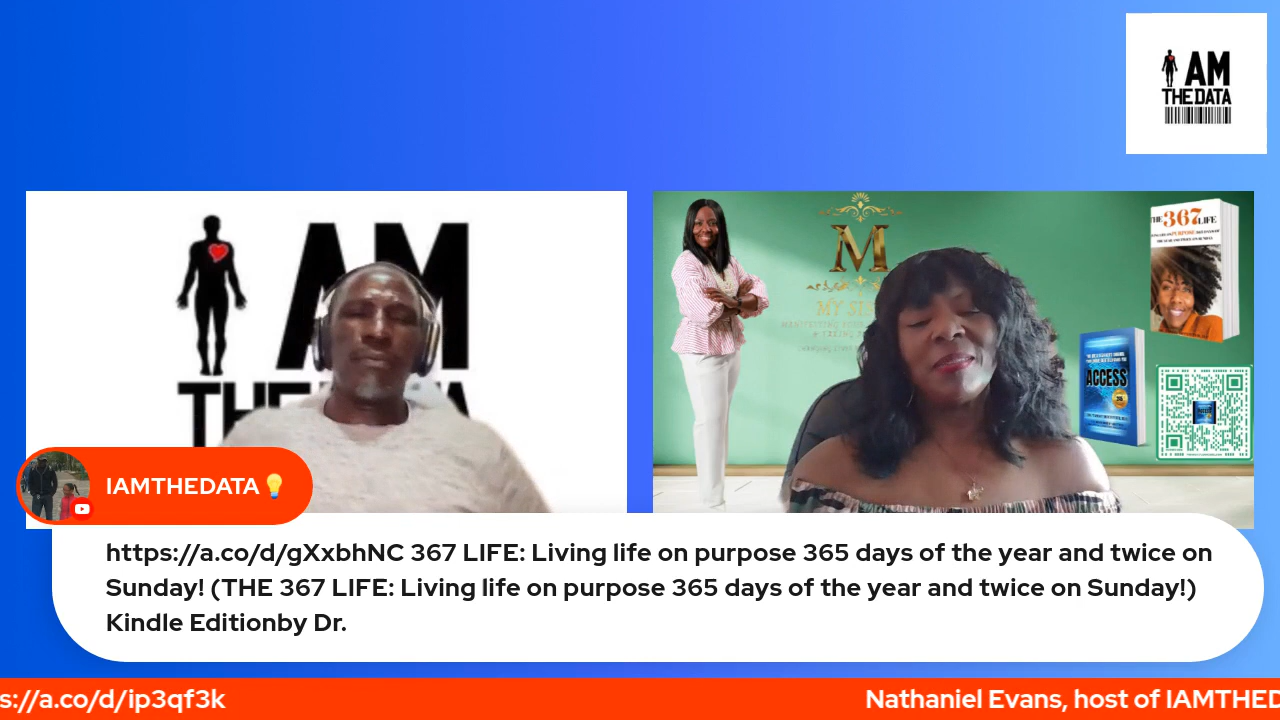 I AM
THE DATA
I AM
M
THE 367 LIFE
ACCESS
IAMTHEDATA💡
https://a.co/d/gXxbhNC 367 LIFE: Living life on purpose 365 days of the year and twice on
Sunday! (THE 367 LIFE: Living life on purpose 365 days of the year and twice on Sunday!)
Kindle Editionby Dr.
s://a.co/d/ip3qf3k
Nathaniel Evans, host of IAMTHED